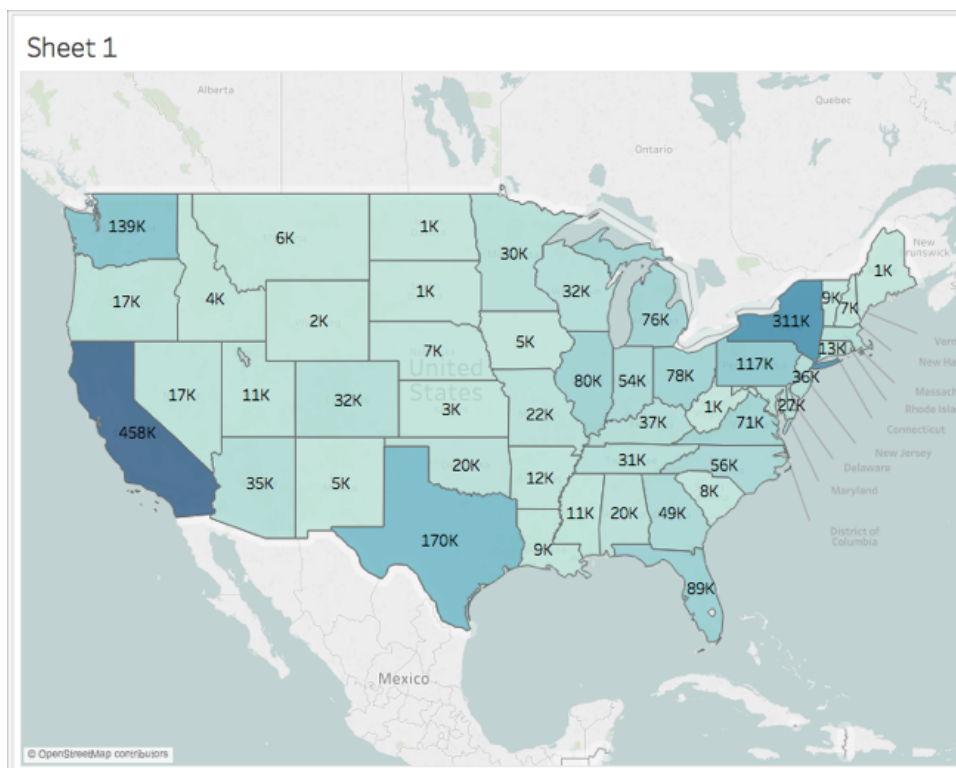 Sheet 1
Alberta
Quebec
Ontario
New
Brunswick
139K
6K
1K
30K
1K
17K
4K
1K
32K
9K
7K
2K
76K
311K
5K
13K
7K
117K
United
States
17K
11K
32K
80K
54K
78K
36K
3K
1K
27K
22K
37K
71K
458K
31K
20K
56K
35K
5K
12K
8K
11K
20K
49K
170K
9K
89K
Verm
New Ha
Massach
Rhode Isla
Connecticut
New Jersey
Delaware
Maryland
District of
Columbia
Mexico
© OpenStreetMap contributors